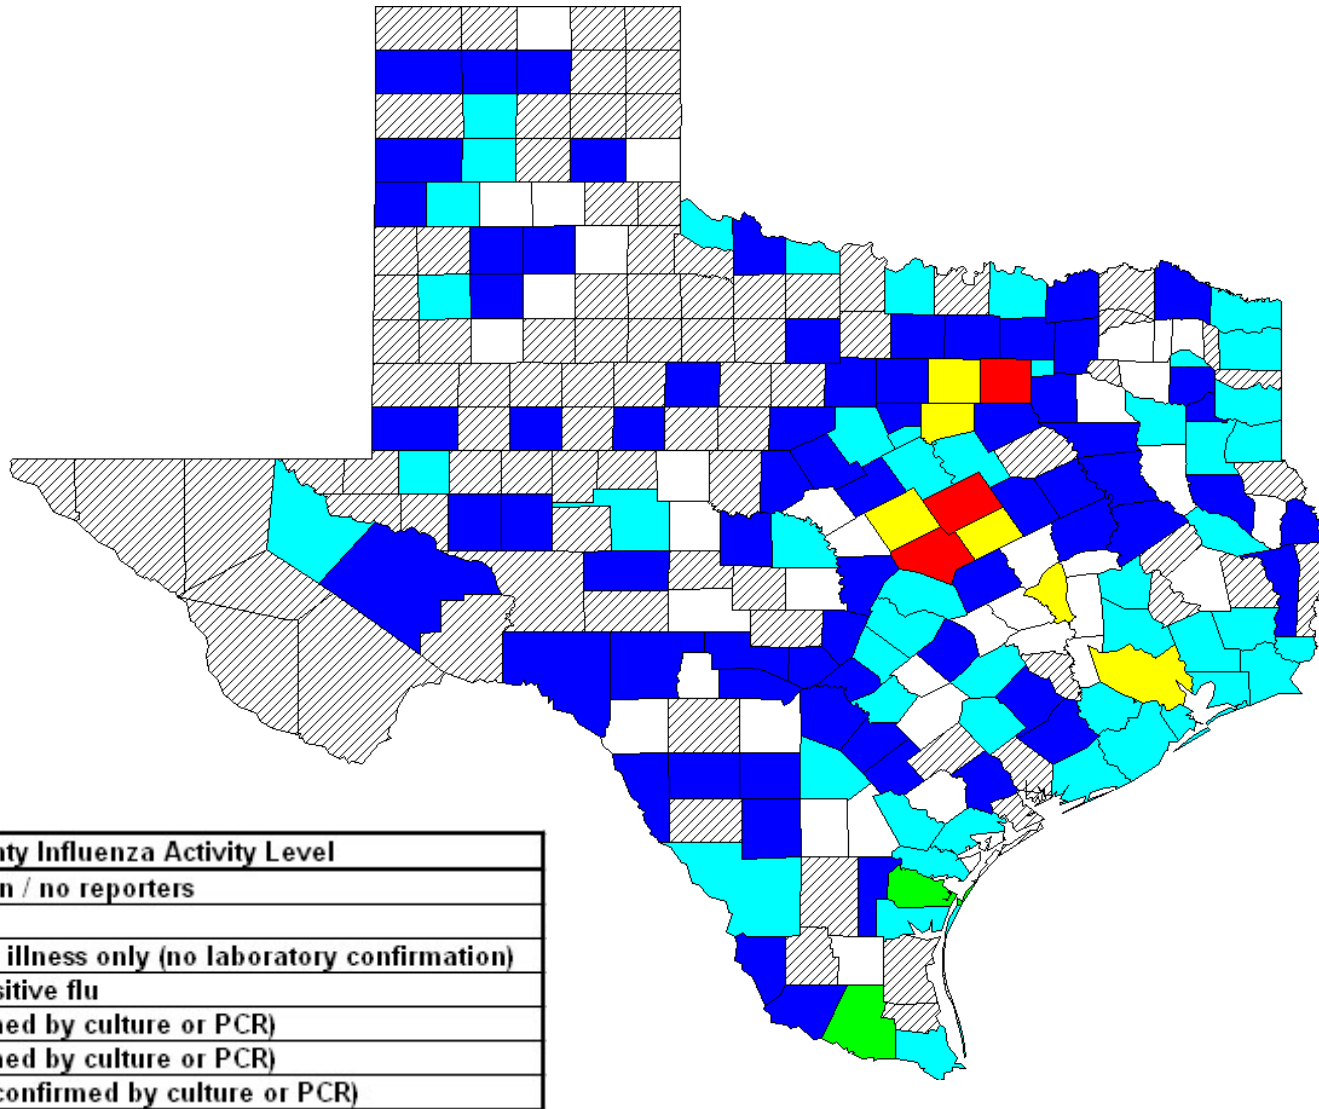 nty Influenza Activity Level
n / no reporters
illness only (no laboratory confirmation)
sitive flu
ned by culture or PCR)
ned by culture or PCR)
confirmed by culture or PCR)